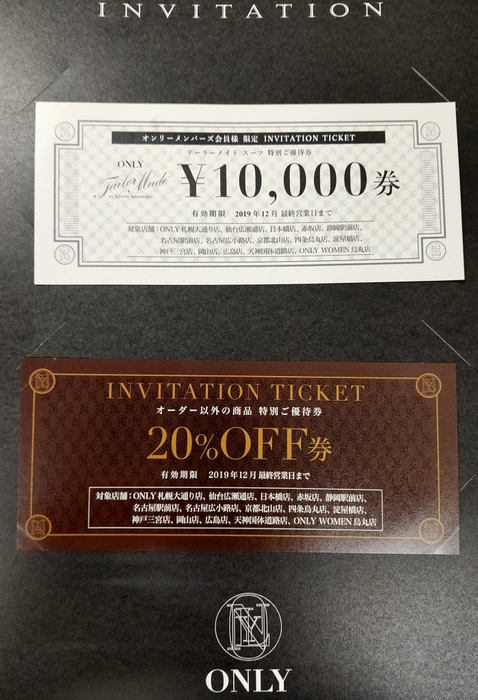 INVITATION
オンリーメンバーズ会員様 限定 INVITATION TICKET
テーラーメイド スーツ 特別ご優待券
ONLY
Tailor Made
¥10,000券
有効期限 2019年12月 最終営業日まで
対象店舗：ONLY札幌大通り店、仙台広瀬通店、日本橋店、赤坂店、静岡駅前店、
名古屋駅前店、名古屋広小路店、京都北山店、四条烏丸店、淀屋橋店、
神戸三宮店、岡山店、広島店、天神国体道路店、ONLY WOMEN 烏丸店
INVITATION TICKET
オーダー以外の商品 特別ご優待券
20%OFF券
有効期限 2019年12月 最終営業日まで
対象店舗：ONLY札幌大通り店、仙台広瀬通店、日本橋店、赤坂店、静岡駅前店、
名古屋駅前店、名古屋広小路店、京都北山店、四条烏丸店、淀屋橋店、
神戸三宮店、岡山店、広島店、天神国体道路店、ONLY WOMEN 烏丸店
ONLY